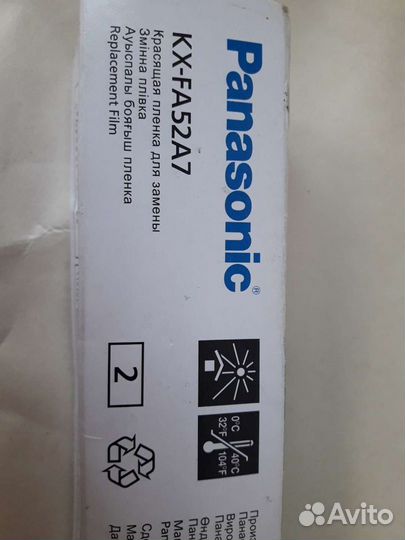 Panasonic®
KX-FA52A7
Красящая пленка для замены
Змінна плівка
Ауыспалы бояғыш пленка
Replacement Film
2
0°C
32°F
40°C
104°F
Avito